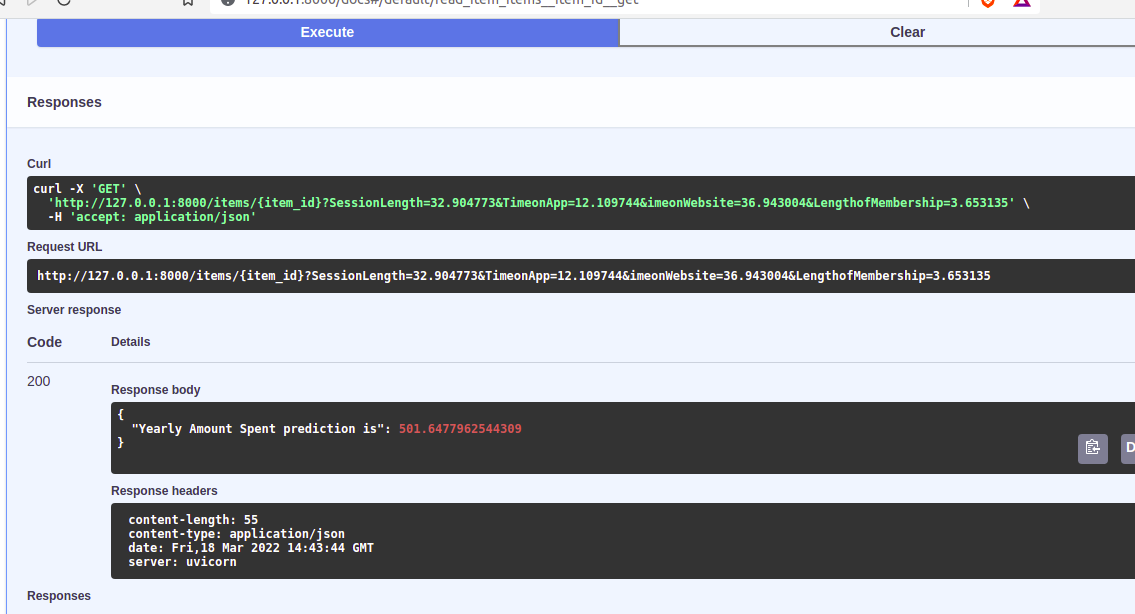 127.0.0.1:8000/docs#/default/read_item_items__item_id__get
Execute
Clear
Responses
Curl
curl -X 'GET' \
'http://127.0.0.1:8000/items/{item_id}?SessionLength=32.904773&TimeonApp=12.109744&imeonWebsite=36.943004&LengthofMembership=3.653135' \
-H 'accept: application/json'
Request URL
http://127.0.0.1:8000/items/{item_id}?SessionLength=32.904773&TimeonApp=12.109744&imeonWebsite=36.943004&LengthofMembership=3.653135
Server response
Code Details
200
Response body
{
"Yearly Amount Spent prediction is": 501.6477962544309
}
D
Response headers
content-length: 55
content-type: application/json
date: Fri,18 Mar 2022 14:43:44 GMT
server: uvicorn
Responses